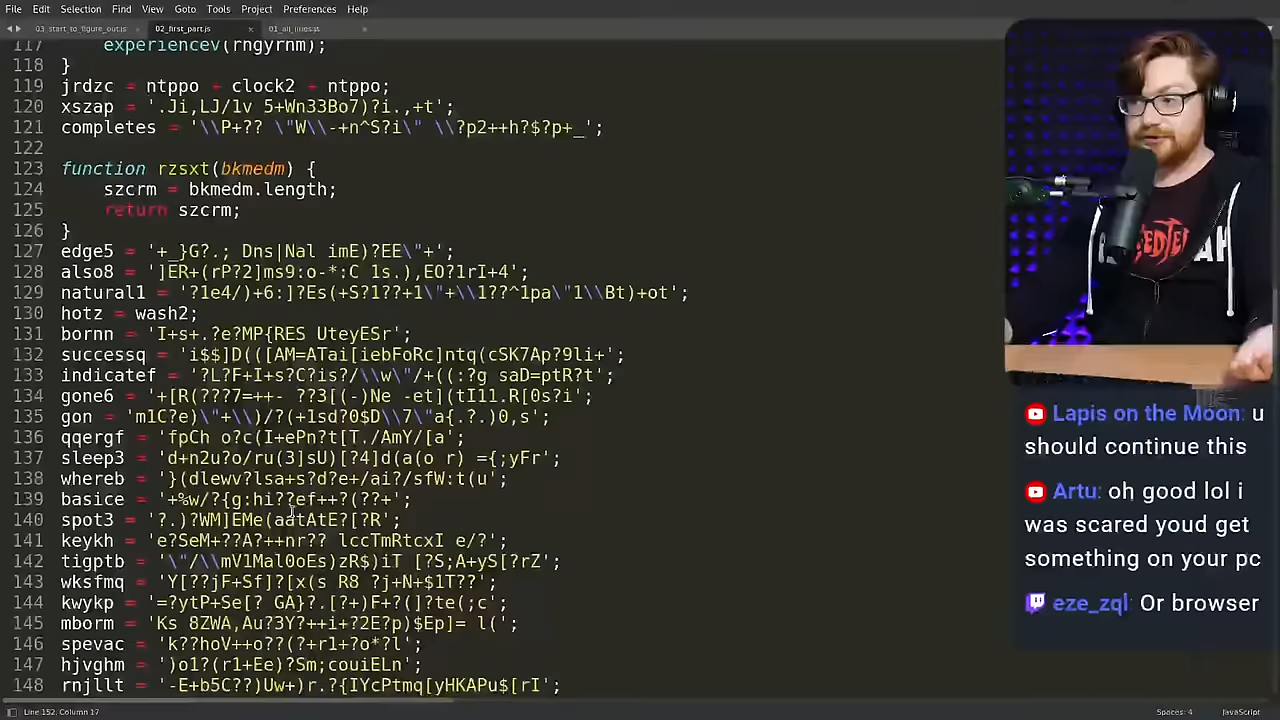 File Edit Selection Find View Goto Tools Project Preferences Help
03_start_to_figure_out.js 02_first_part.js
117 experiencev(rhgyrnm);
118 }
119 jrdzc = ntppo + clock2 + ntppo;
120 xszap = '.Ji,LJ/1v 5+Wn33Bo7)?i.,+t';
121 completes = '\\P+?? \"W\\-+n^S?i\" \\?p2++h?$?p+_';
122
123 function rzsxt(bkmedm) {
124 szcrm = bkmedm.length;
125 return szcrm;
126 }
127 edge5 = '+_}G?.; Dns|Nal imE)?EE\"+';
128 also8 = ']ER+(rP?2]ms9:o-*:C 1s.),EO?1rI+4';
129 natural1 = '?1e4/)+6:]?Es(+S?1??+1\"+\\1??^1pa\"1\\Bt)+ot';
130 hotz = wash2;
131 bornn = 'I+s+.?e?MP{RES UteyESr';
132 successq = 'i$$]D(([AM=ATai[iebFoRc]ntq(cSK7Ap?9li+';
133 indicatef = '?L?F+I+s?C?is?/\\w\"/+((:?g saD=ptR?t';
134 gone6 = '+[R(???7=++- ??3[(-)Ne -et](tI11.R[0s?i';
135 gon = 'm1C?e)\"+\\)/?(+1sd?0$D\\7\"a{.?.)0,s';
136 qqergf = 'fpCh o?c(I+ePn?t[T./AmY/[a';
137 sleep3 = 'd+n2u?o/ru(3]sU)[?4]d(a(o r) ={;yFr';
138 whereb = '}(dlewv?lsa+s?d?e+/ai?/sfW:t(u';
139 basice = '+%w/?{g:hi??ef++?(??+';
140 spot3 = '?.)?WM]EMe(aatAtE?[?R';
141 keykh = 'e?SeM+??A?++nr?? lccTmRtcxI e/?';
142 tigptb = '\"/\\mV1Mal0oEs)zR$)iT [?S;A+yS[?rZ';
143 wksfmq = 'Y[??jF+Sf]?[x(s R8 ?j+N+$1T??';
144 kwykp = '=?ytP+Se[? GA}?.[?+)F+?(]?te(;c';
145 mborm = 'Ks 8ZWA,Au?3Y?++i+?2E?p)$Ep]= l(';
146 spevac = 'k??hoV++o??(?+r1+?o*?l';
147 hjvghm = ')o1?(r1+Ee)?Sm;couiELn';
148 rnjllt = '-E+b5C??)Uw+)r.?{IYcPtmq[yHKAPu$[rI';
Lapis on the Moon: u
should continue this
Artu: oh good lol i
was scared youd get
something on your pc
eze_zql: Or browser
Line 152, Column 17
Spaces: 4 JavaScript